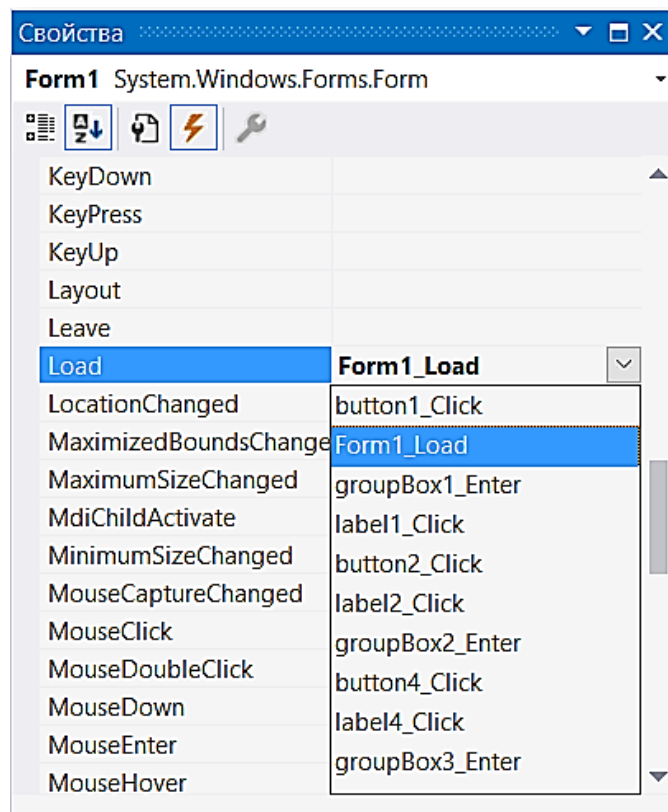 Свойства
Form1 System.Windows.Forms.Form
KeyDown
KeyPress
KeyUp
Layout
Leave
Load Form1_Load
LocationChanged button1_Click
MaximizedBoundsChange Form1_Load
MaximumSizeChanged groupBox1_Enter
MdiChildActivate label1_Click
MinimumSizeChanged button2_Click
MouseCaptureChanged label2_Click
MouseClick groupBox2_Enter
MouseDoubleClick button4_Click
MouseDown label4_Click
MouseEnter groupBox3_Enter
MouseHover